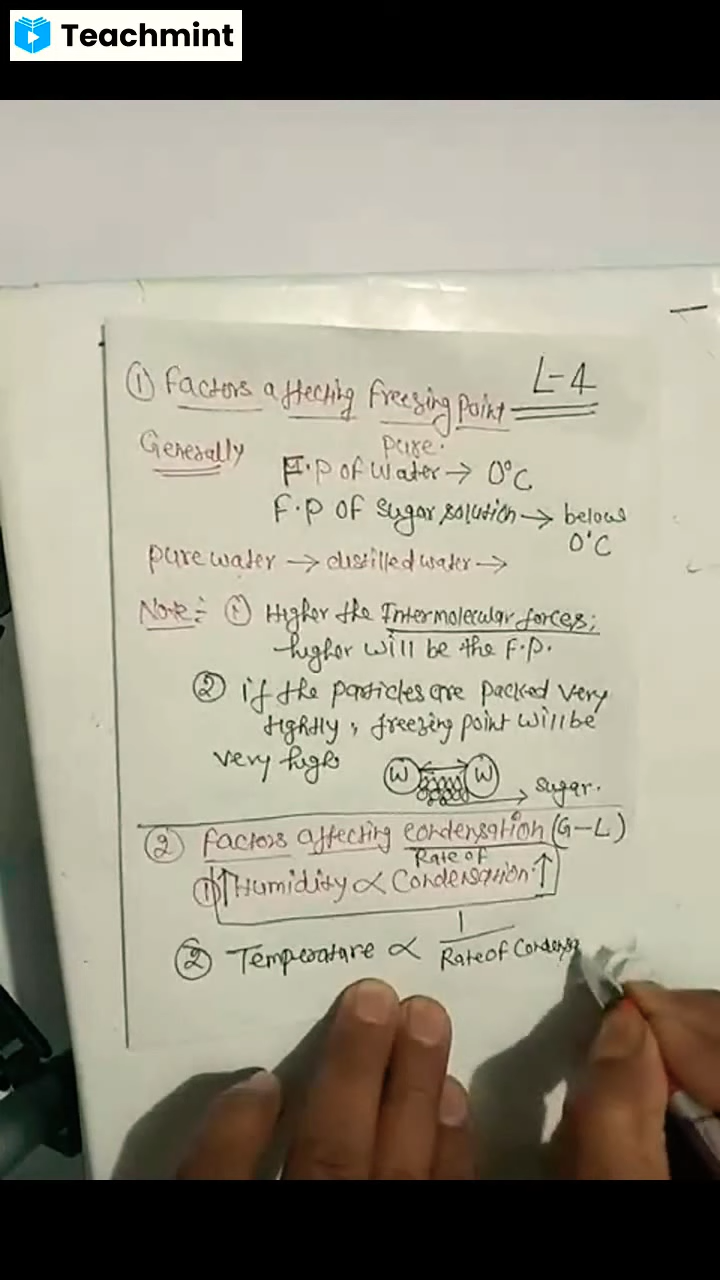 Teachmint
L-4
① Factors affecting freezing point
Generally
pure.
F.p of water → 0°C
F.p of sugar solution → below
0°C
pure water → distilled water →
Note:- ① Higher the Intermolecular forces;
higher will be the F.p.
② if the particles are packed very
tightly, freezing point will be
very high
W W
sugar.
② factors affecting condensation (G-L)
Rate of
① ↑Humidity ∝ Condensation ↑
② Temperature ∝ 1
Rate of Condensa